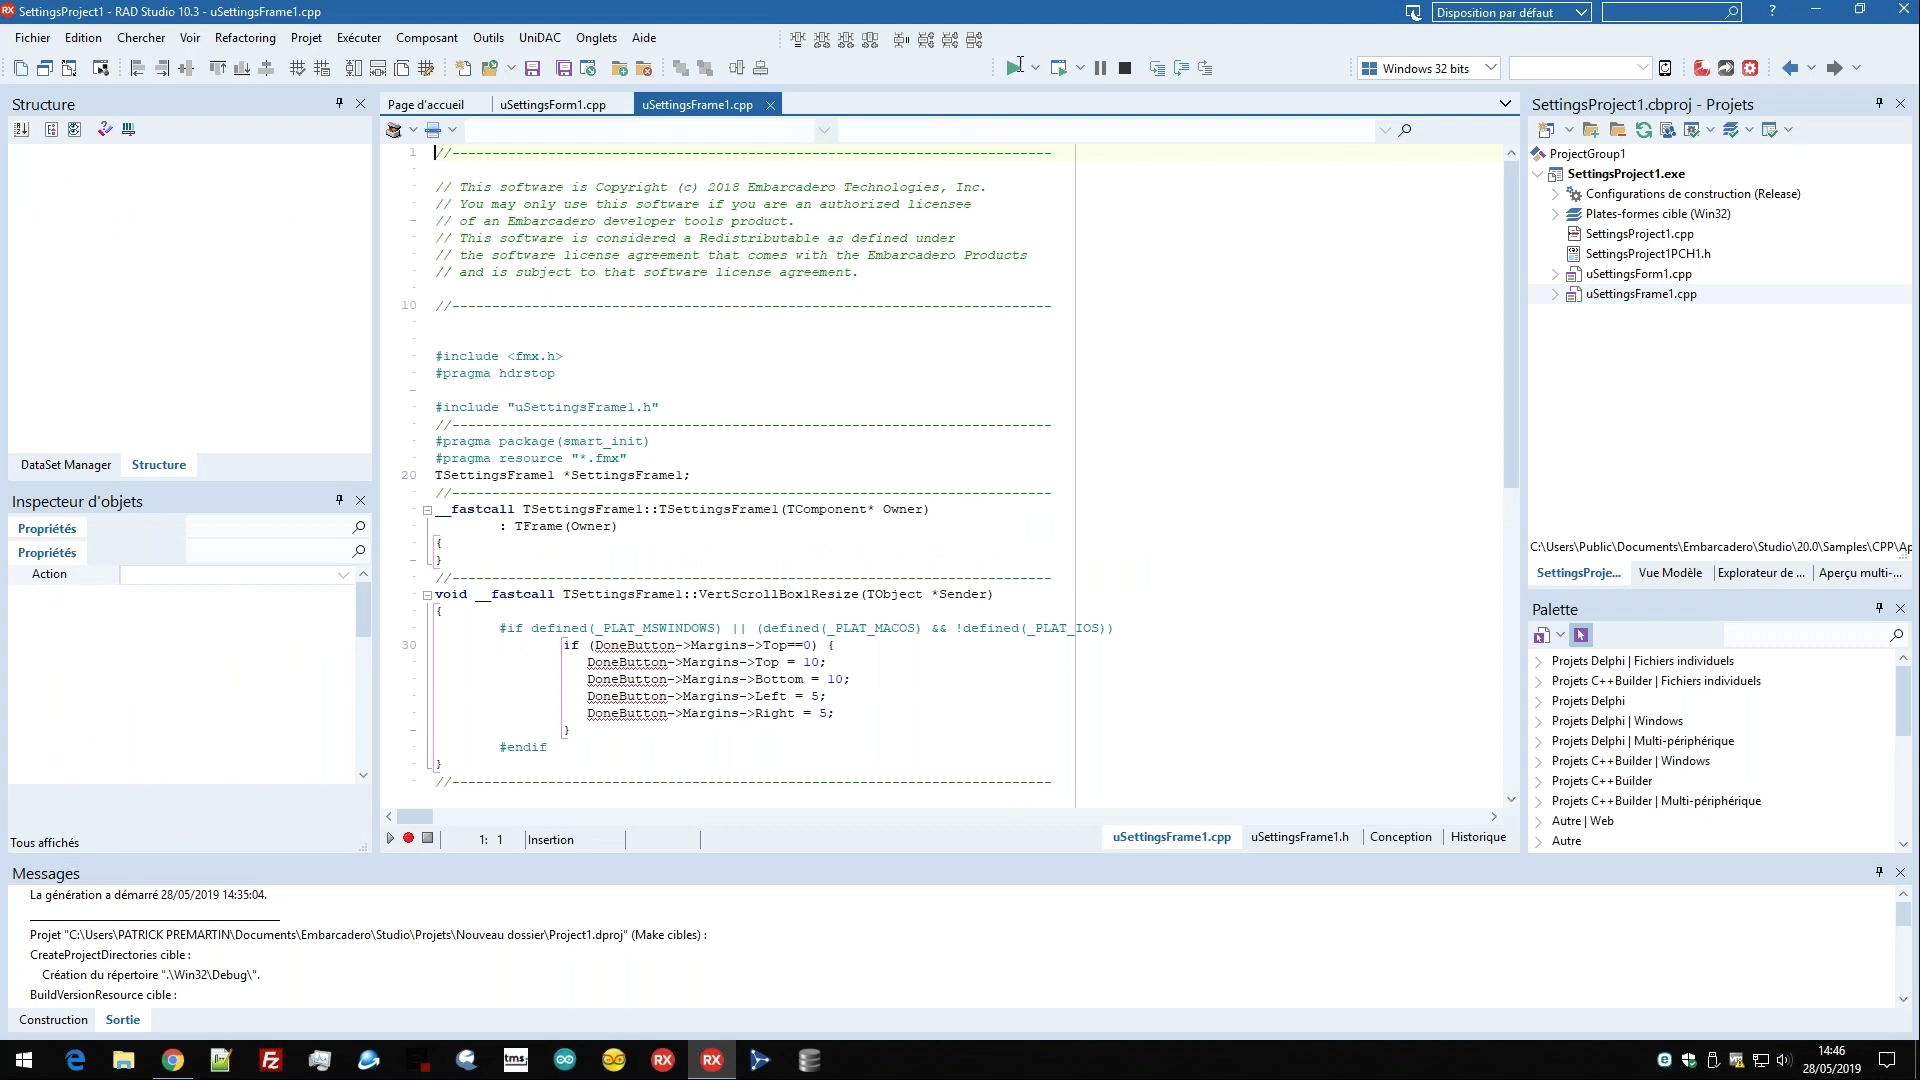 RX SettingsProject1 - RAD Studio 10.3 - uSettingsFrame1.cpp
Disposition par défaut
?
Fichier Edition Chercher Voir Refactoring Projet Exécuter Composant Outils UniDAC Onglets Aide
Windows 32 bits
Structure
DataSet Manager Structure
Inspecteur d'objets
Propriétés
Propriétés
Action
Tous affichés
Page d'accueil uSettingsForm1.cpp uSettingsFrame1.cpp
1 //---------------------------------------------------------------------------
// This software is Copyright (c) 2018 Embarcadero Technologies, Inc.
// You may only use this software if you are an authorized licensee
// of an Embarcadero developer tools product.
// This software is considered a Redistributable as defined under
// the software license agreement that comes with the Embarcadero Products
// and is subject to that software license agreement.
10 //---------------------------------------------------------------------------
#include <fmx.h>
#pragma hdrstop
#include "uSettingsFrame1.h"
//---------------------------------------------------------------------------
#pragma package(smart_init)
#pragma resource "*.fmx"
20 TSettingsFrame1 *SettingsFrame1;
//---------------------------------------------------------------------------
__fastcall TSettingsFrame1::TSettingsFrame1(TComponent* Owner)
: TFrame(Owner)
{
}
//---------------------------------------------------------------------------
void __fastcall TSettingsFrame1::VertScrollBox1Resize(TObject *Sender)
{
#if defined(_PLAT_MSWINDOWS) || (defined(_PLAT_MACOS) && !defined(_PLAT_IOS))
30 if (DoneButton->Margins->Top==0) {
DoneButton->Margins->Top = 10;
DoneButton->Margins->Bottom = 10;
DoneButton->Margins->Left = 5;
DoneButton->Margins->Right = 5;
}
#endif
}
//---------------------------------------------------------------------------
1: 1 Insertion
uSettingsFrame1.cpp uSettingsFrame1.h Conception Historique
SettingsProject1.cbproj - Projets
ProjectGroup1
SettingsProject1.exe
Configurations de construction (Release)
Plates-formes cible (Win32)
SettingsProject1.cpp
SettingsProject1PCH1.h
uSettingsForm1.cpp
uSettingsFrame1.cpp
C:\Users\Public\Documents\Embarcadero\Studio\20.0\Samples\CPP\Ap
SettingsProje... Vue Modèle Explorateur de ... Aperçu multi-...
Palette
Projets Delphi | Fichiers individuels
Projets C++Builder | Fichiers individuels
Projets Delphi
Projets Delphi | Windows
Projets Delphi | Multi-périphérique
Projets C++Builder | Windows
Projets C++Builder
Projets C++Builder | Multi-périphérique
Autre | Web
Autre
Messages
La génération a démarré 28/05/2019 14:35:04.
Projet "C:\Users\PATRICK PREMARTIN\Documents\Embarcadero\Studio\Projets\Nouveau dossier\Project1.dproj" (Make cibles) :
CreateProjectDirectories cible :
Création du répertoire ".\Win32\Debug\".
BuildVersionResource cible :
Construction Sortie
tms RX RX
14:46
28/05/2019